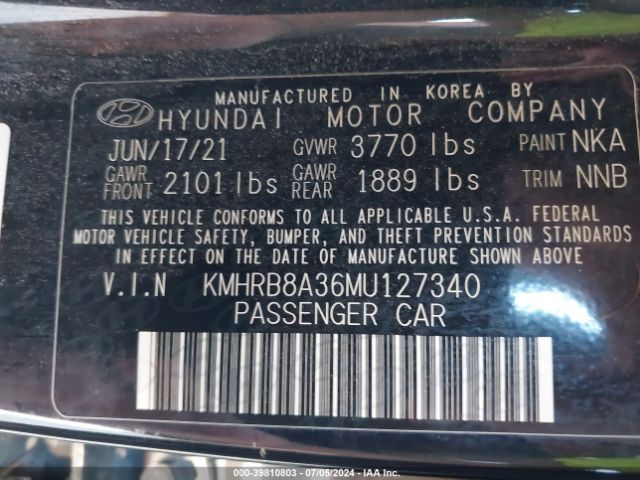 MANUFACTURED IN KOREA BY
HYUNDAI MOTOR COMPANY
JUN/17/21 GVWR 3770 lbs PAINT NKA
GAWR FRONT 2101 lbs GAWR REAR 1889 lbs TRIM NNB
THIS VEHICLE CONFORMS TO ALL APPLICABLE U.S.A. FEDERAL
MOTOR VEHICLE SAFETY, BUMPER, AND THEFT PREVENTION STANDARDS
IN EFFECT ON THE DATE OF MANUFACTURE SHOWN ABOVE
V.I.N KMHRB8A36MU127340
PASSENGER CAR
000-39810803 - 07/05/2024 - IAA Inc.